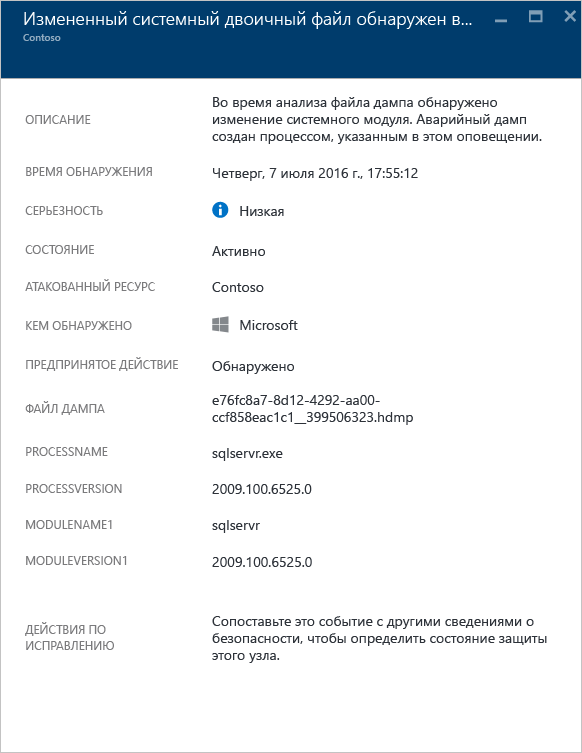 Измененный системный двоичный файл обнаружен в...
Contoso
ОПИСАНИЕ
Во время анализа файла дампа обнаружено
изменение системного модуля. Аварийный дамп
создан процессом, указанным в этом оповещении.
ВРЕМЯ ОБНАРУЖЕНИЯ
Четверг, 7 июля 2016 г., 17:55:12
СЕРЬЕЗНОСТЬ
Низкая
СОСТОЯНИЕ
Активно
АТАКОВАННЫЙ РЕСУРС
Contoso
КЕМ ОБНАРУЖЕНО
Microsoft
ПРЕДПРИНЯТОЕ ДЕЙСТВИЕ
Обнаружено
ФАЙЛ ДАМПА
e76fc8a7-8d12-4292-aa00-
ccf858eac1c1__399506323.hdmp
PROCESSNAME
sqlservr.exe
PROCESSVERSION
2009.100.6525.0
MODULENAME1
sqlservr
MODULEVERSION1
2009.100.6525.0
ДЕЙСТВИЯ ПО
ИСПРАВЛЕНИЮ
Сопоставьте это событие с другими сведениями о
безопасности, чтобы определить состояние защиты
этого узла.